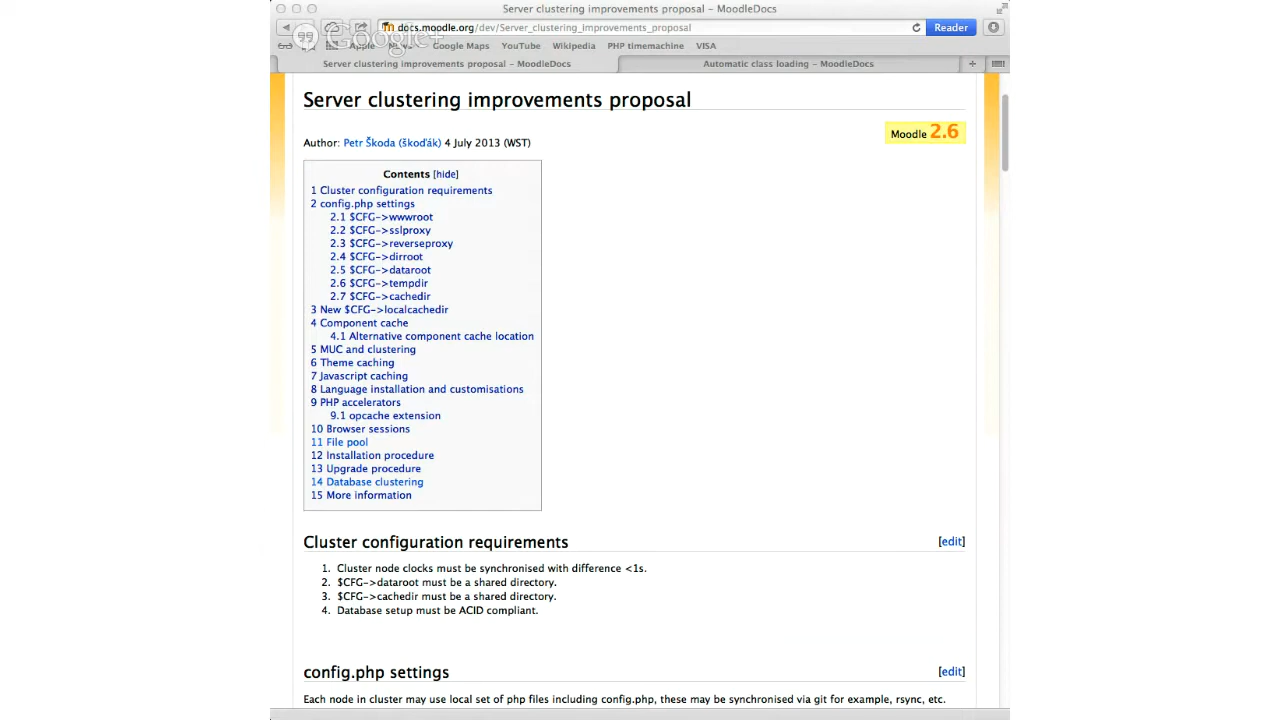 Server clustering improvements proposal – MoodleDocs
docs.moodle.org/dev/Server_clustering_improvements_proposal
Reader
Google+
Apple
Google Maps
YouTube
Wikipedia
PHP timemachine
VISA
Server clustering improvements proposal – MoodleDocs
Automatic class loading – MoodleDocs
Server clustering improvements proposal
Moodle 2.6
Author: Petr Škoda (škoďák) 4 July 2013 (WST)
Contents [hide]
1 Cluster configuration requirements
2 config.php settings
2.1 $CFG->wwwroot
2.2 $CFG->sslproxy
2.3 $CFG->reverseproxy
2.4 $CFG->dirroot
2.5 $CFG->dataroot
2.6 $CFG->tempdir
2.7 $CFG->cachedir
3 New $CFG->localcachedir
4 Component cache
4.1 Alternative component cache location
5 MUC and clustering
6 Theme caching
7 Javascript caching
8 Language installation and customisations
9 PHP accelerators
9.1 opcache extension
10 Browser sessions
11 File pool
12 Installation procedure
13 Upgrade procedure
14 Database clustering
15 More information
Cluster configuration requirements [edit]
1. Cluster node clocks must be synchronised with difference <1s.
2. $CFG->dataroot must be a shared directory.
3. $CFG->cachedir must be a shared directory.
4. Database setup must be ACID compliant.
config.php settings [edit]
Each node in cluster may use local set of php files including config.php, these may be synchronised via git for example, rsync, etc.